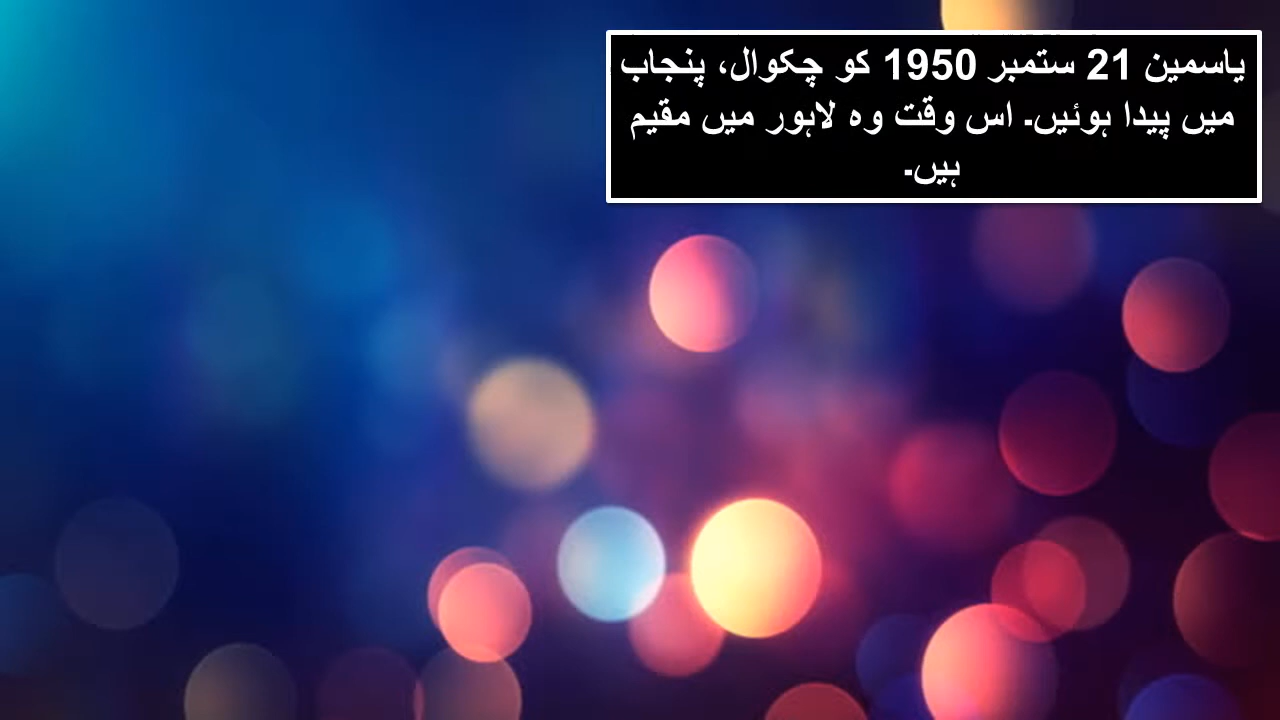 یاسمین 21 ستمبر 1950 کو چکوال، پنجاب
میں پیدا ہوئیں۔ اس وقت وہ لاہور میں مقیم
ہیں۔